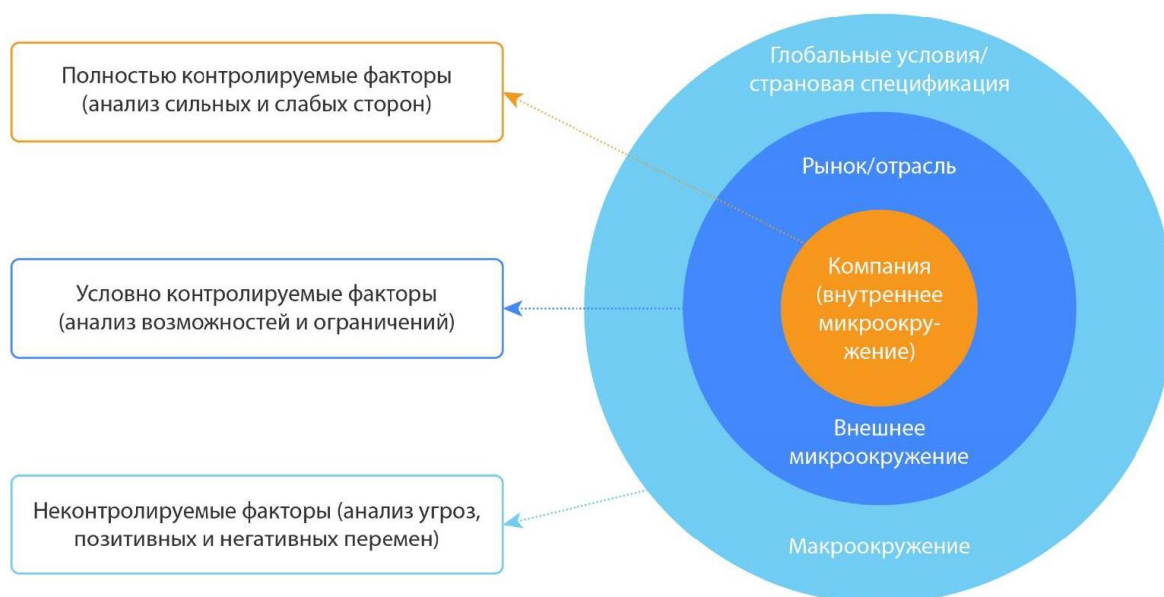 Полностью контролируемые факторы
(анализ сильных и слабых сторон)
Условно контролируемые факторы
(анализ возможностей и ограничений)
Неконтролируемые факторы (анализ угроз,
позитивных и негативных перемен)
Глобальные условия/
страновая спецификация
Рынок/отрасль
Компания
(внутреннее
микроокру-
жение)
Внешнее
микроокружение
Макроокружение